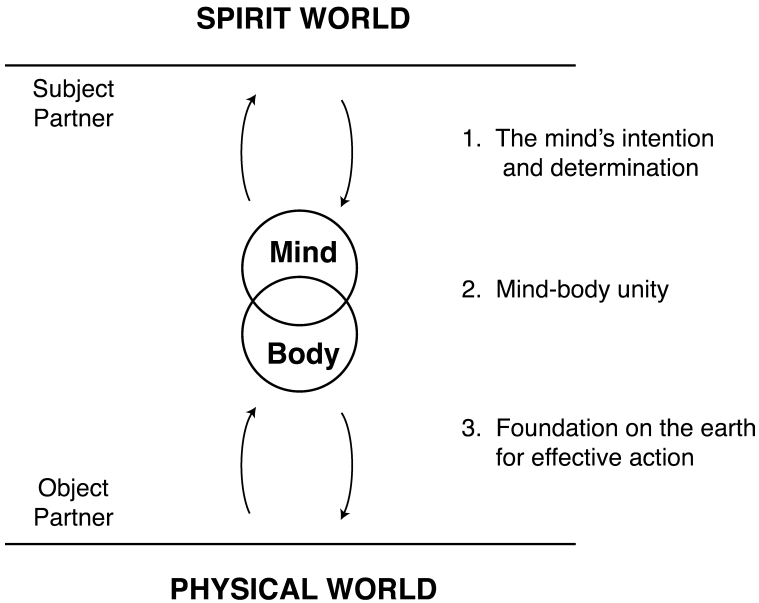 SPIRIT WORLD
Subject
Partner
1. The mind’s intention
and determination
Mind
2. Mind-body unity
Body
3. Foundation on the earth
for effective action
Object
Partner
PHYSICAL WORLD